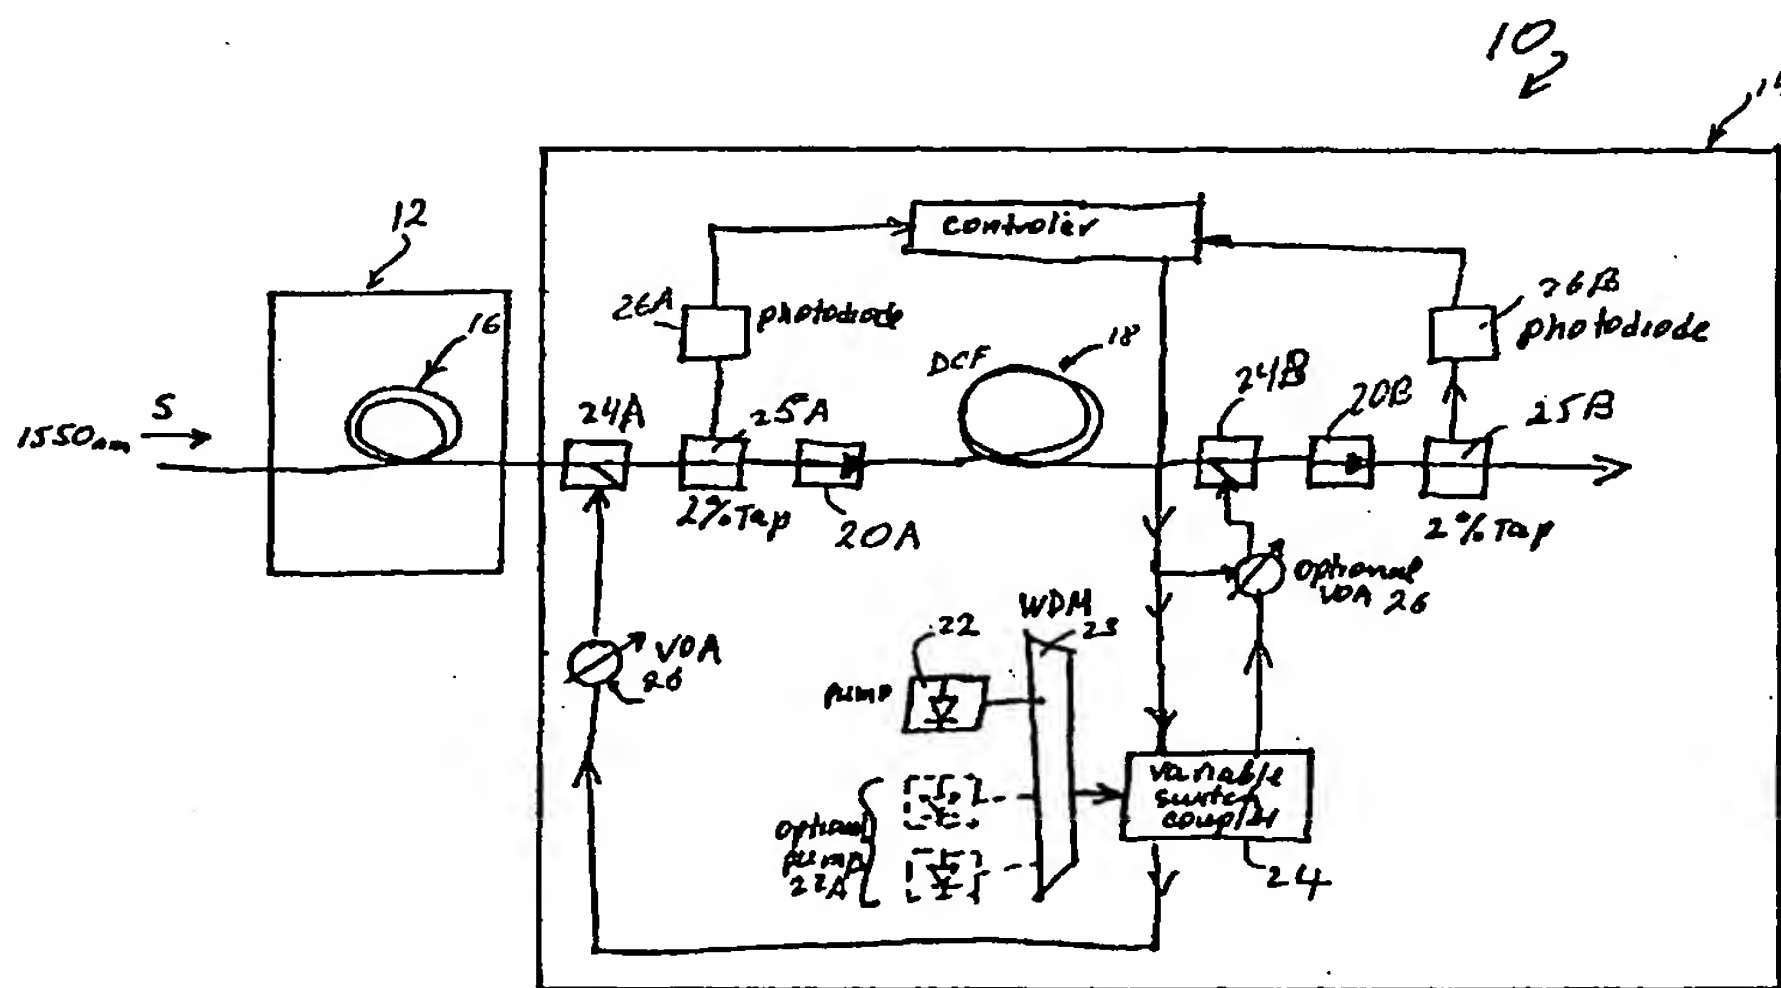 10
12
controler
26A
photodiode
26B
photodiode
16
DCF
18
24B
20B
25B
S
1550nm
24A
25A
2% Tap
20A
2% Tap
optional
VOA 26
WDM
23
22
pump
VOA
26
variable
switch
coupler
24
optional
pump
22A